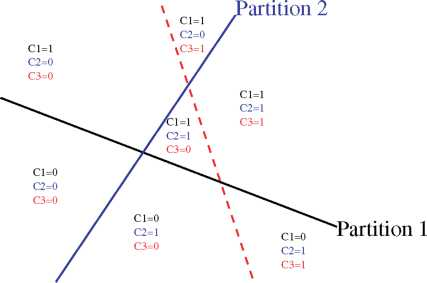 Partition 2
C1=1
C2=0
C3=1
C1=1
C2=0
C3=0
C1=1
C2=1
C3=1
C1=1
C2=1
C3=0
C1=0
C2=0
C3=0
C1=0
C2=1
C3=0
Partition 1
C1=0
C2=1
C3=1